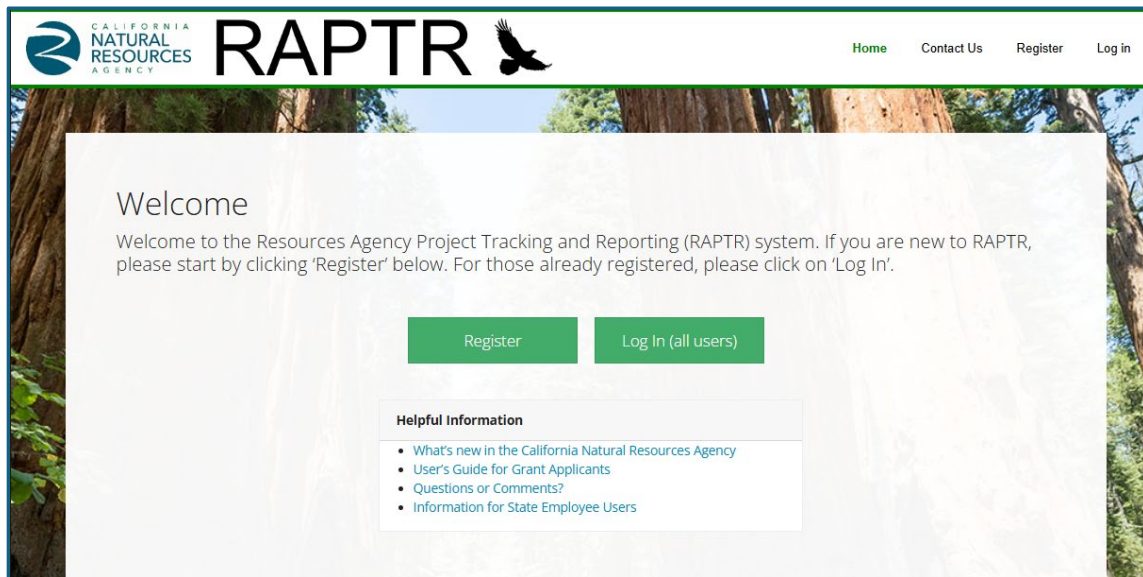 CALIFORNIA
NATURAL
RESOURCES
AGENCY
RAPTR
Home Contact Us Register Log in
Welcome
Welcome to the Resources Agency Project Tracking and Reporting (RAPTR) system. If you are new to RAPTR,
please start by clicking ‘Register’ below. For those already registered, please click on ‘Log In’.
Register Log In (all users)
Helpful Information
• What's new in the California Natural Resources Agency
• User's Guide for Grant Applicants
• Questions or Comments?
• Information for State Employee Users